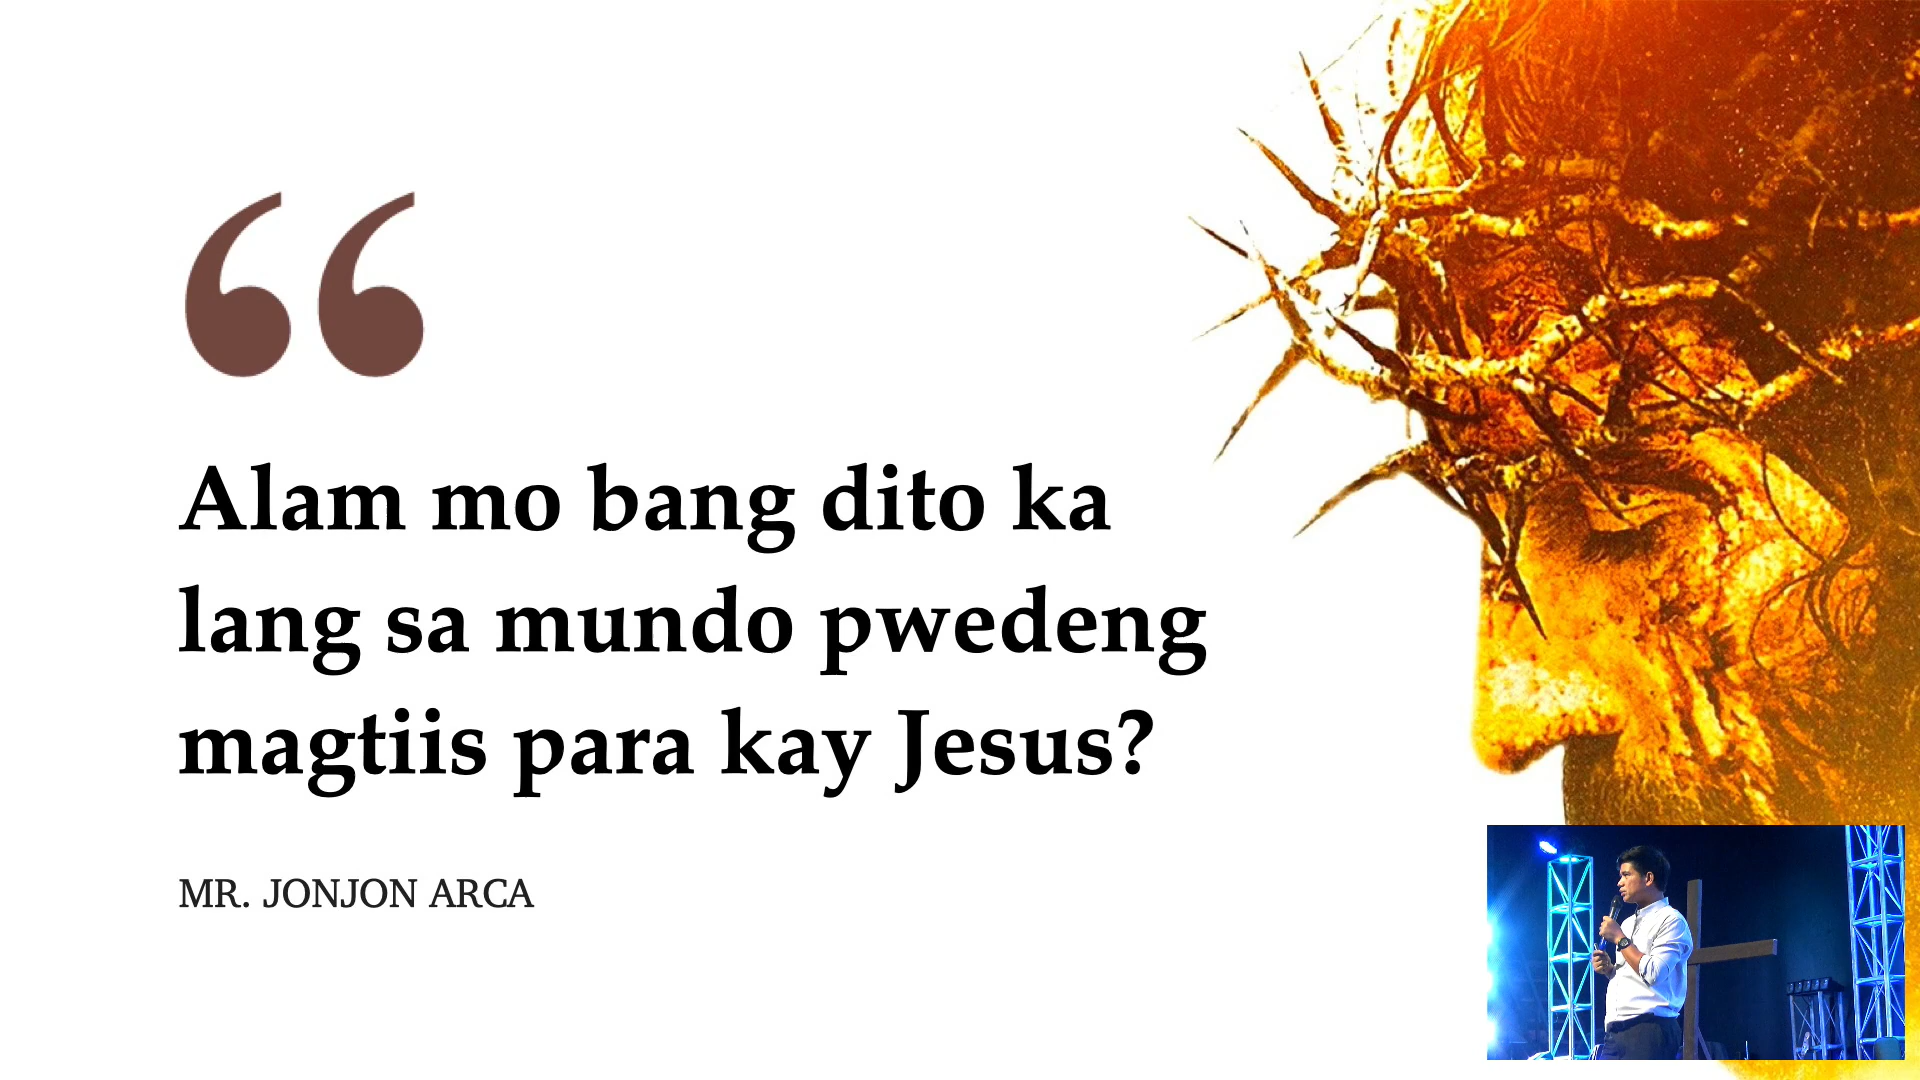 “
Alam mo bang dito ka
lang sa mundo pwedeng
magtiis para kay Jesus?
MR. JONJON ARCA